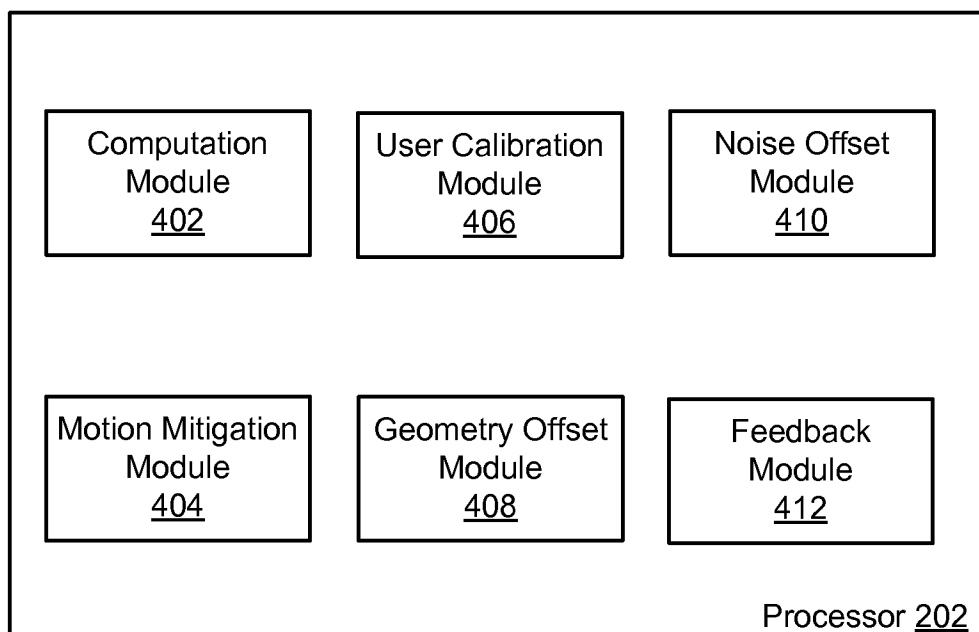 Computation
Module
402
User Calibration
Module
406
Noise Offset
Module
410
Motion Mitigation
Module
404
Geometry Offset
Module
408
Feedback
Module
412
Processor 202